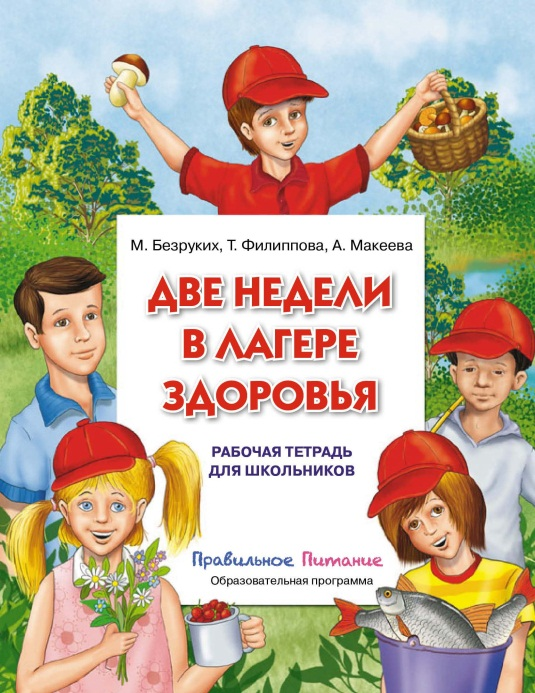 М. Безруких, Т. Филиппова, А. Макеева
ДВЕ НЕДЕЛИ
В ЛАГЕРЕ
ЗДОРОВЬЯ
РАБОЧАЯ ТЕТРАДЬ
ДЛЯ ШКОЛЬНИКОВ
Правильное Питание
Образовательная программа